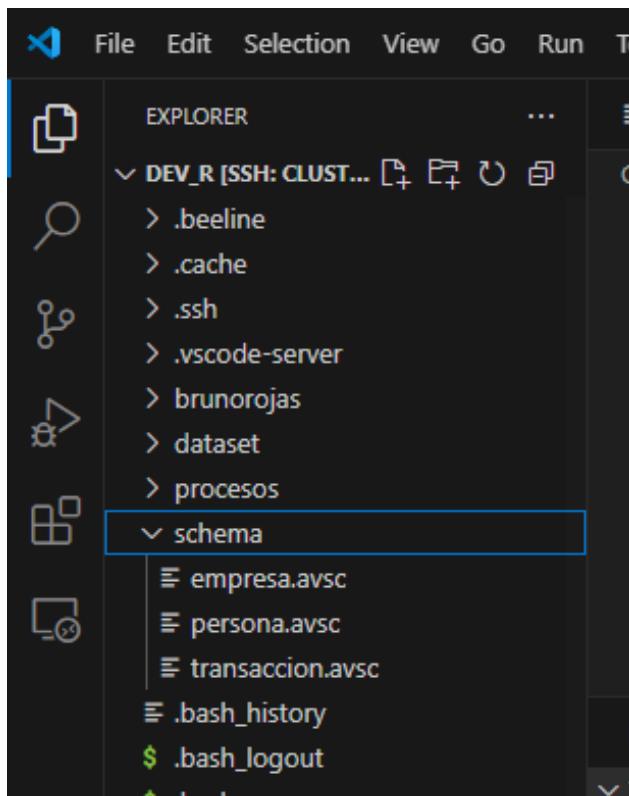 File Edit Selection View Go Run
EXPLORER ...
DEV_R [SSH: CLUST...
.beeline
.cache
.ssh
.vscode-server
brunorojas
dataset
procesos
schema
empresa.avsc
persona.avsc
transaccion.avsc
.bash_history
$ .bash_logout